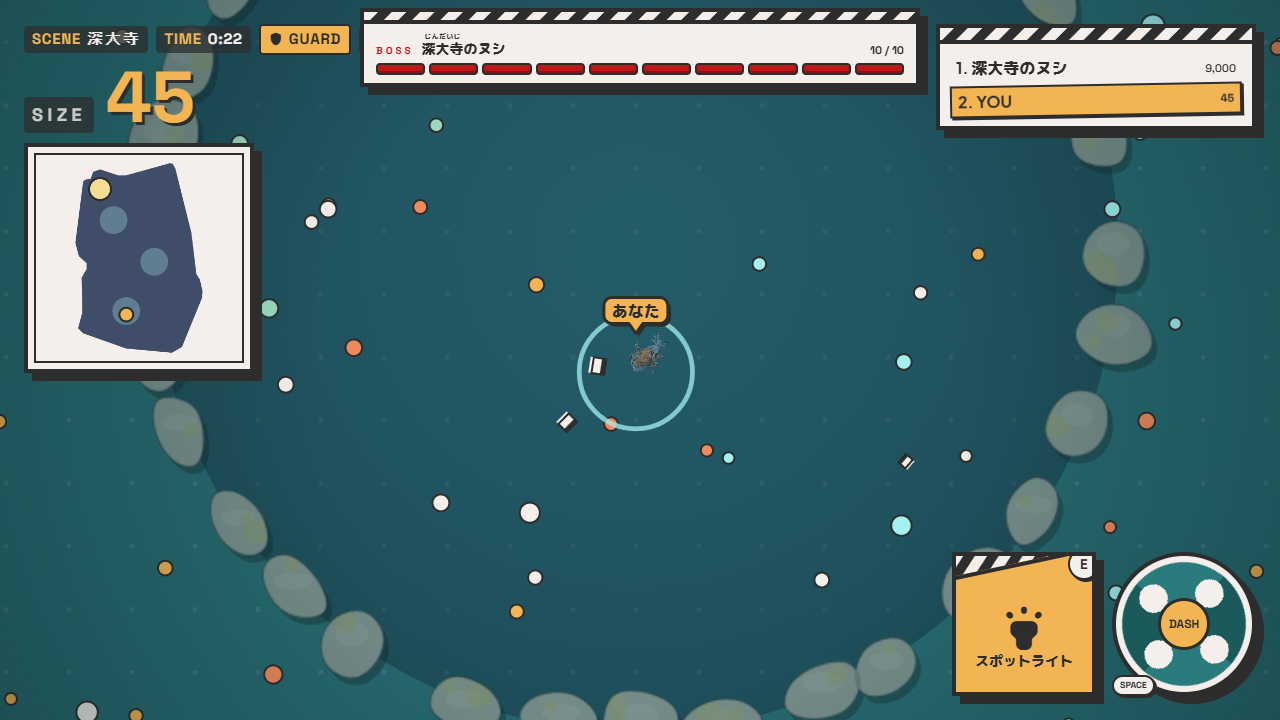 SCENE 深大寺 TIME 0:22 GUARD
SIZE 45
じんだいじ
BOSS 深大寺のヌシ 10 / 10
1. 深大寺のヌシ 9,000
2. YOU 45
あなた
E
スポットライト
DASH
SPACE